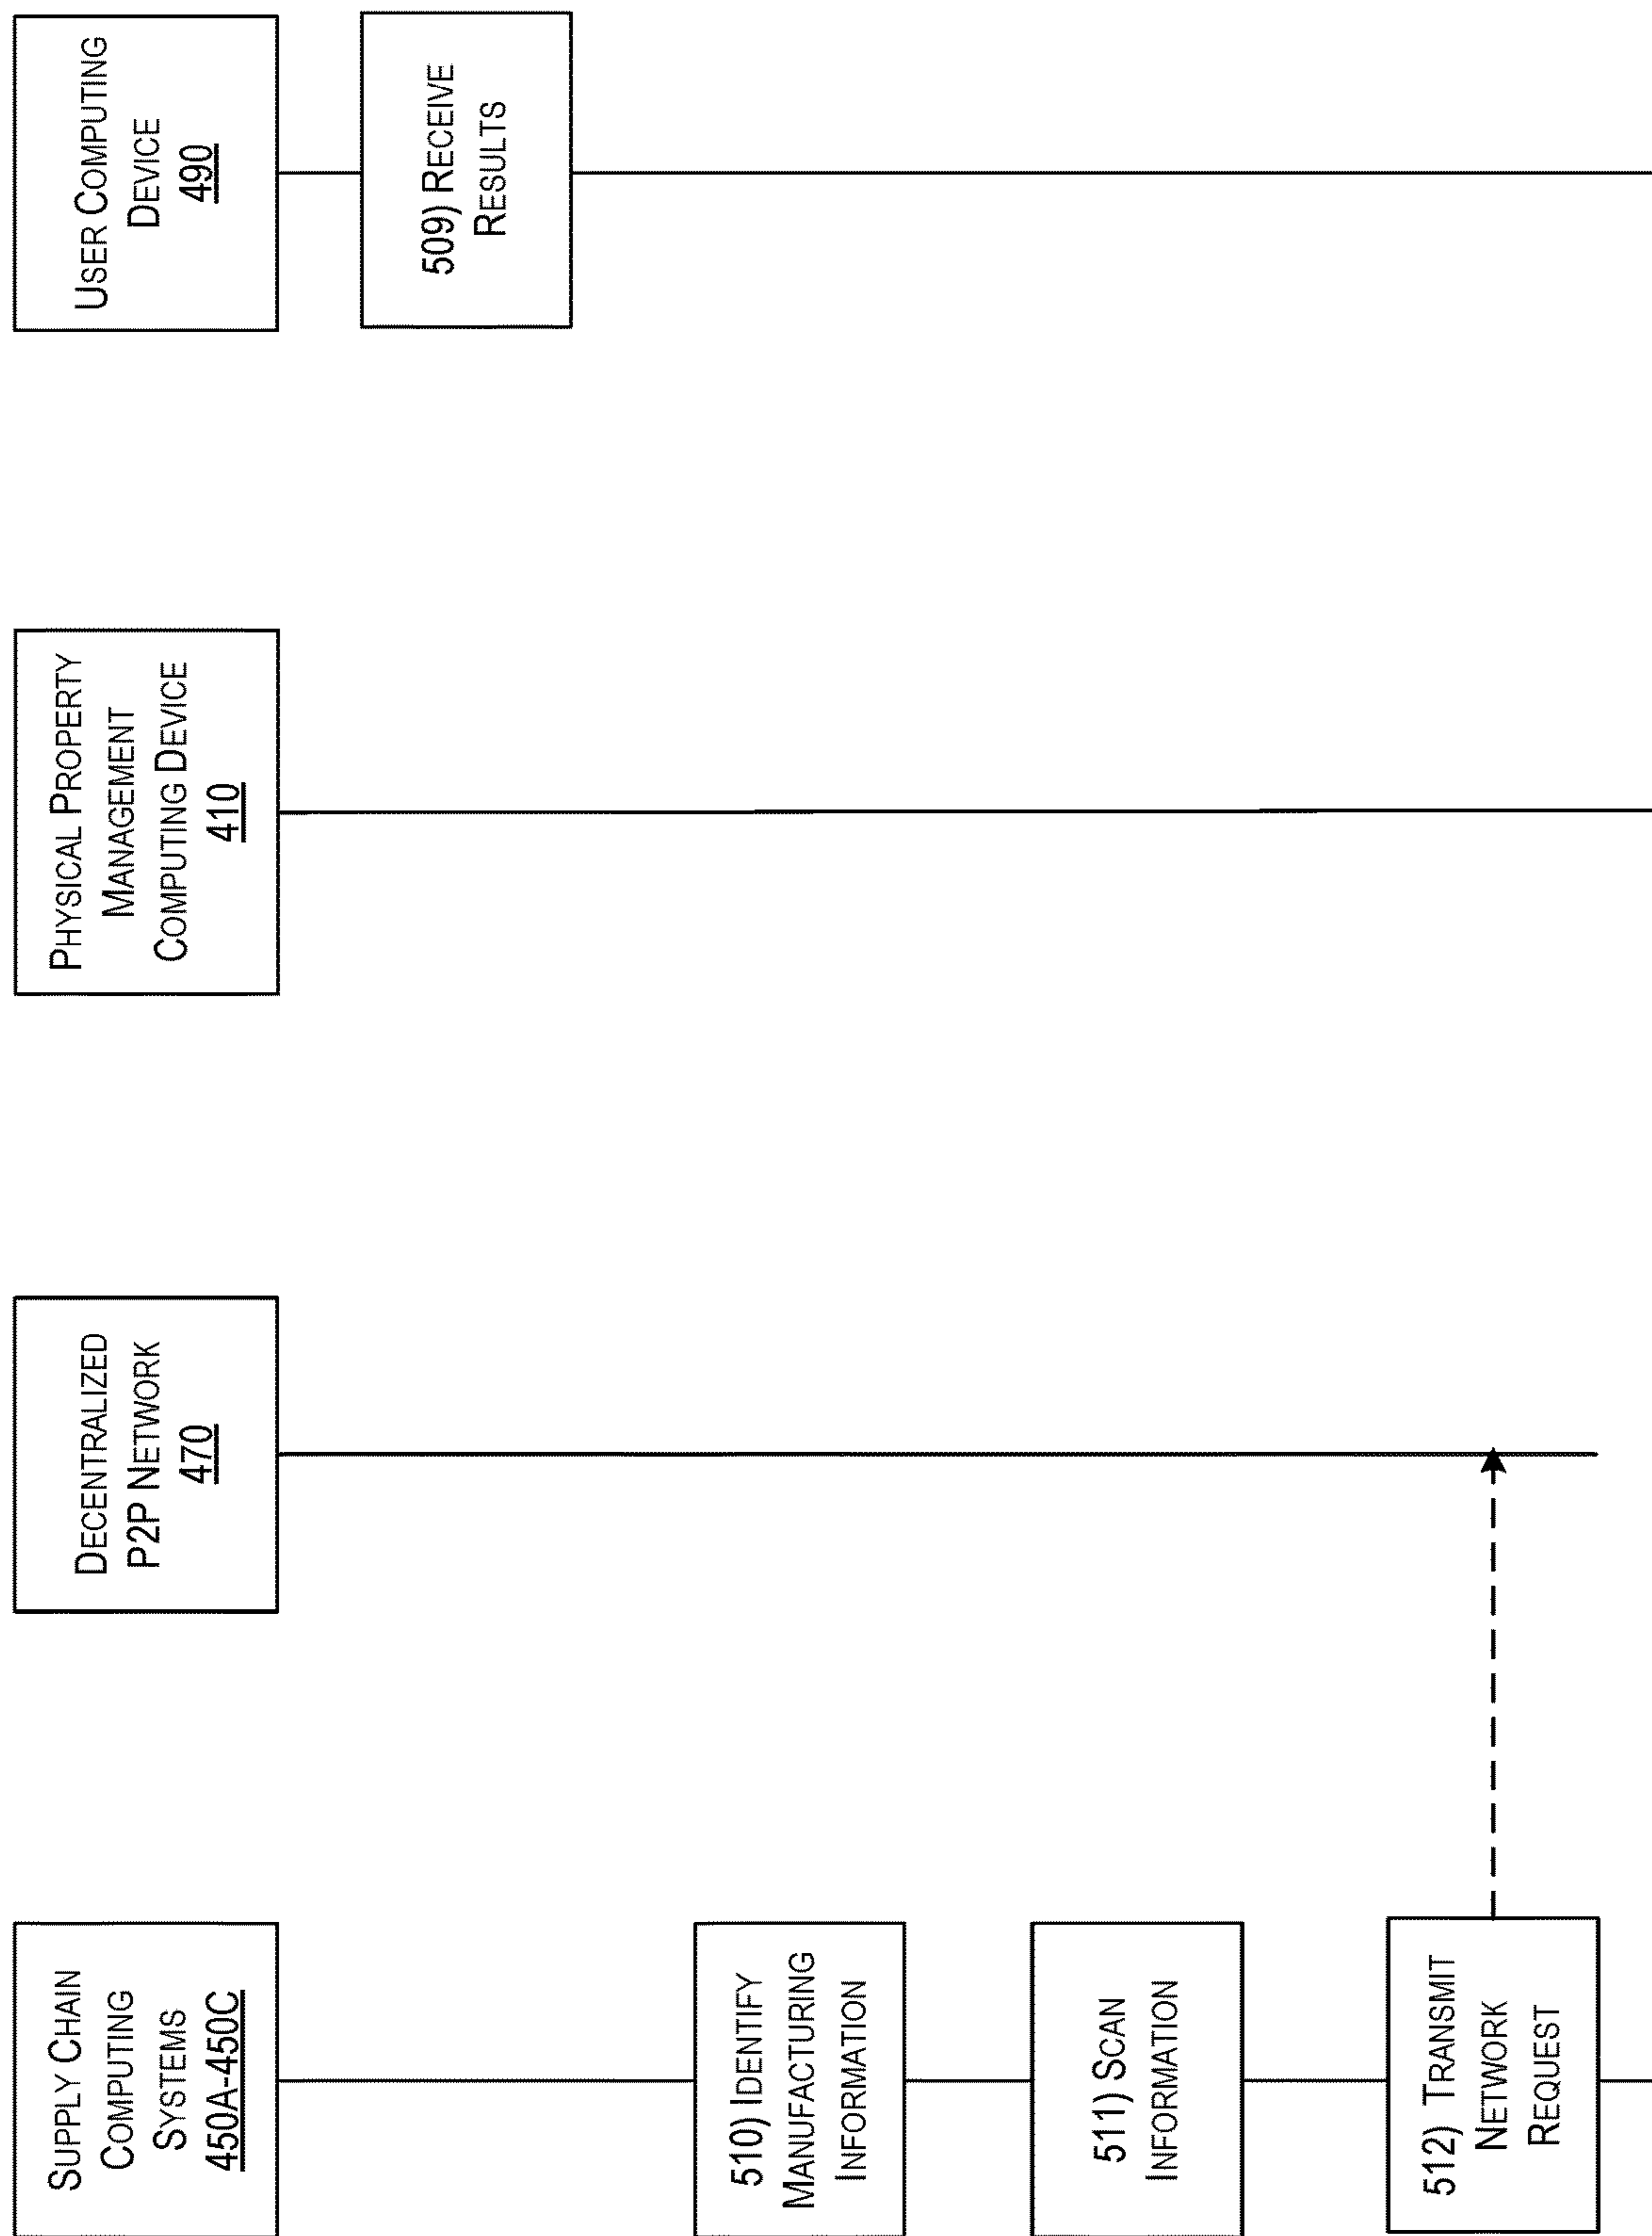 SUPPLY CHAIN
COMPUTING
SYSTEMS
450A-450C
DECENTRALIZED
P2P NETWORK
470
PHYSICAL PROPERTY
MANAGEMENT
COMPUTING DEVICE
410
USER COMPUTING
DEVICE
490
509) RECEIVE
RESULTS
510) IDENTIFY
MANUFACTURING
INFORMATION
511) SCAN
INFORMATION
512) TRANSMIT
NETWORK
REQUEST